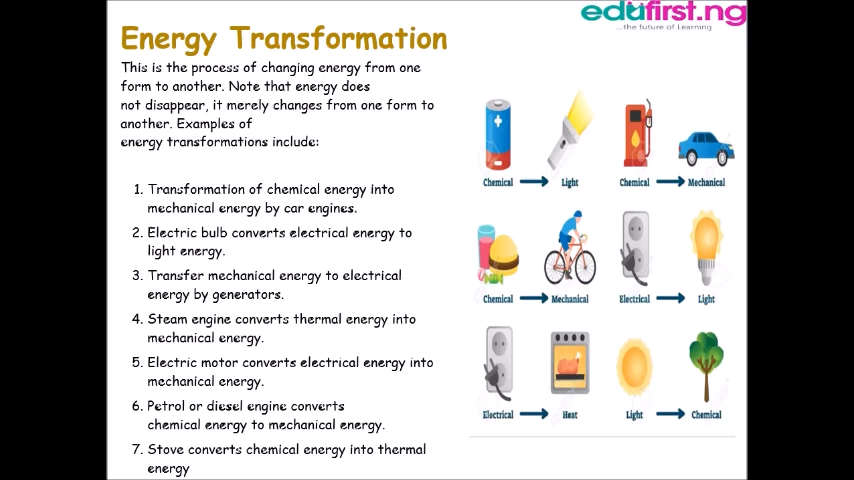 edufirst.ng
...the future of Learning
Energy Transformation
This is the process of changing energy from one
form to another. Note that energy does
not disappear, it merely changes from one form to
another. Examples of
energy transformations include:
1. Transformation of chemical energy into
mechanical energy by car engines.
2. Electric bulb converts electrical energy to
light energy.
3. Transfer mechanical energy to electrical
energy by generators.
4. Steam engine converts thermal energy into
mechanical energy.
5. Electric motor converts electrical energy into
mechanical energy.
6. Petrol or diesel engine converts
chemical energy to mechanical energy.
7. Stove converts chemical energy into thermal
energy
Chemical Light Chemical Mechanical
Chemical Mechanical Electrical Light
Electrical Heat Light Chemical